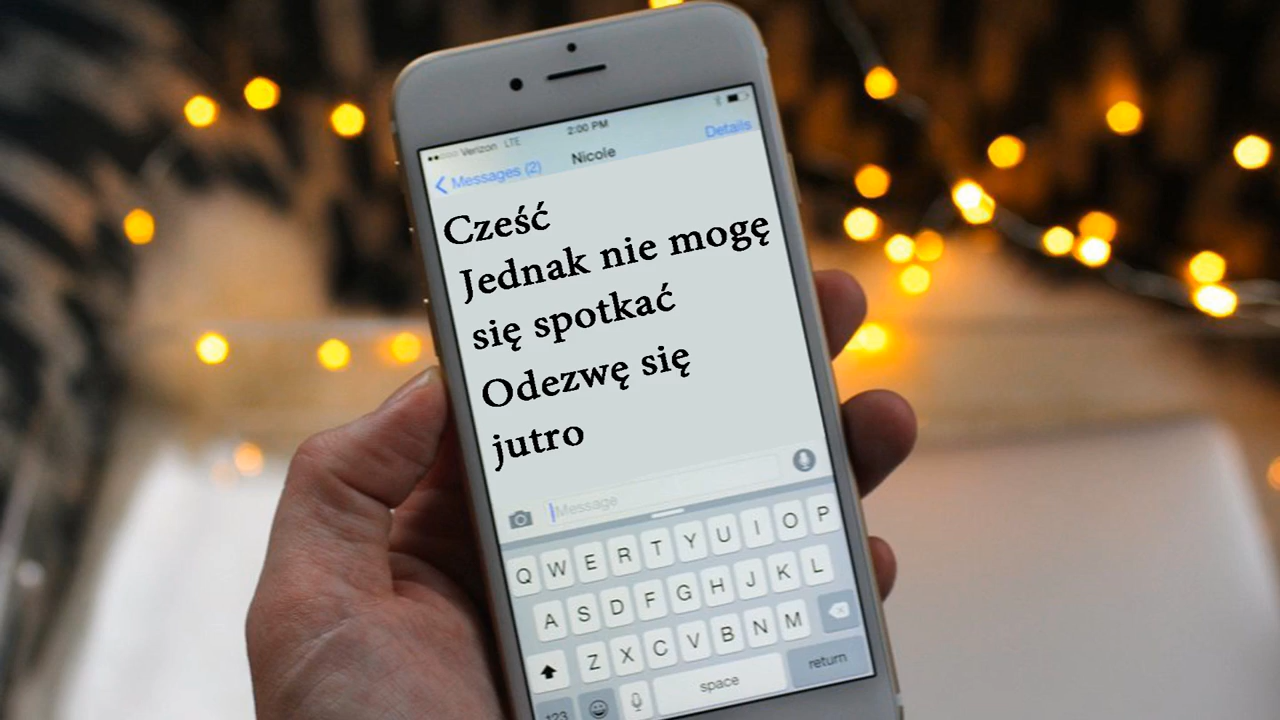 Verizon LTE
2:00 PM
Messages (2)
Nicole
Details
Cześć
Jednak nie mogę
się spotkać
Odezwę się
jutro
Message
Q W E R T Y U I O P
A S D F G H J K L
Z X C V B N M
123
space
return